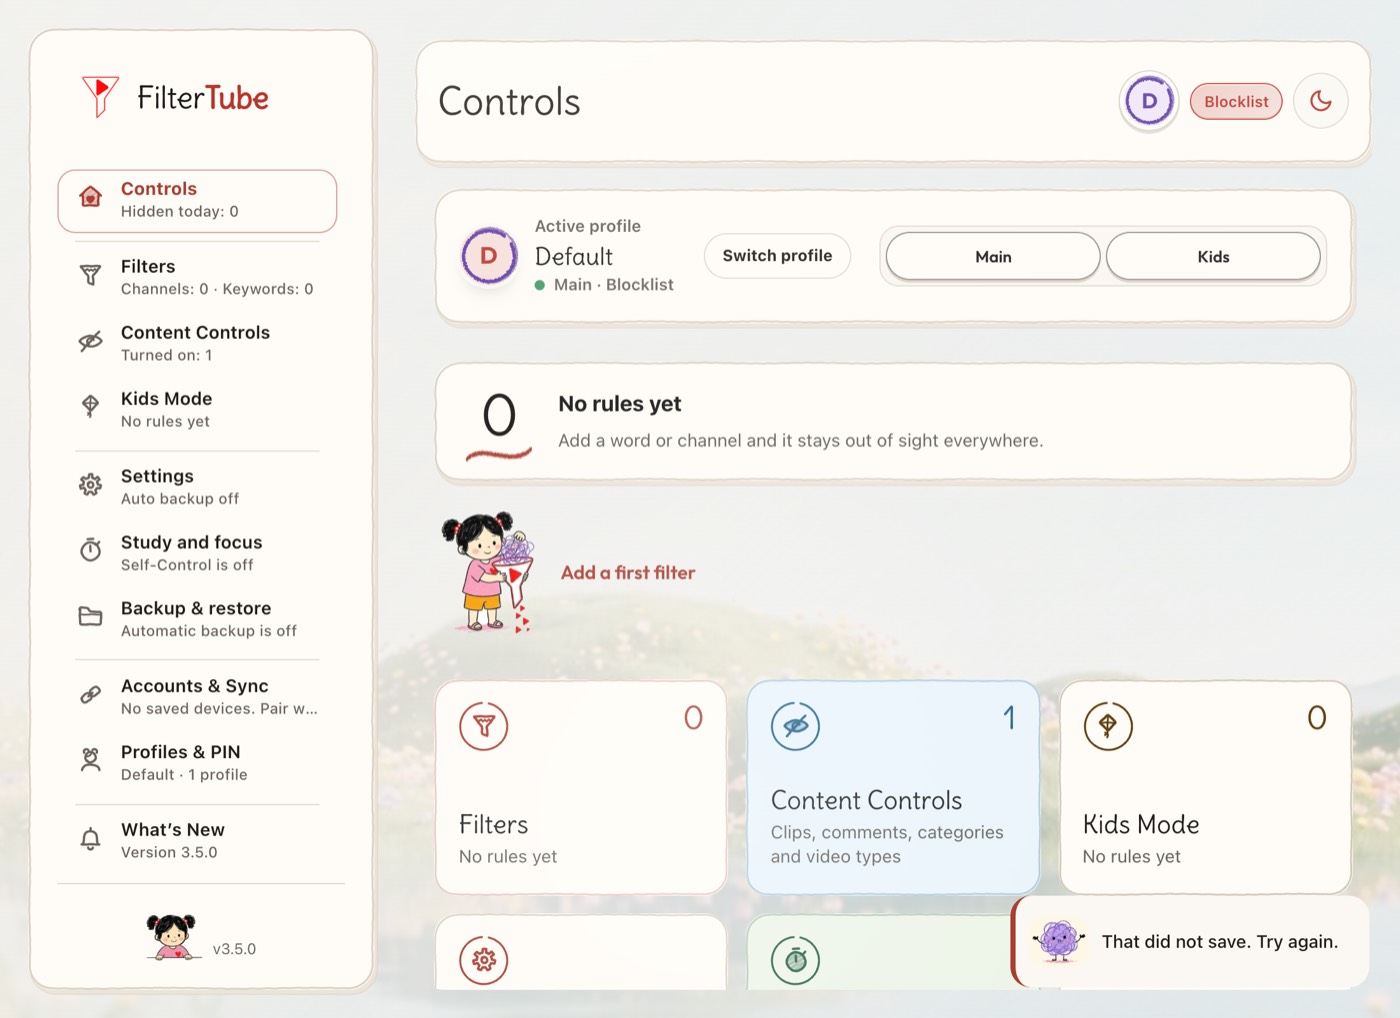 FilterTube
Controls
Hidden today: 0
Filters
Channels: 0 · Keywords: 0
Content Controls
Turned on: 1
Kids Mode
No rules yet
Settings
Auto backup off
Study and focus
Self-Control is off
Backup & restore
Automatic backup is off
Accounts & Sync
No saved devices. Pair w...
Profiles & PIN
Default · 1 profile
What's New
Version 3.5.0
v3.5.0
Controls
D
Blocklist
D
Active profile
Default
Main · Blocklist
Switch profile
Main
Kids
0
No rules yet
Add a word or channel and it stays out of sight everywhere.
Add a first filter
0
Filters
No rules yet
1
Content Controls
Clips, comments, categories
and video types
0
Kids Mode
No rules yet
That did not save. Try again.